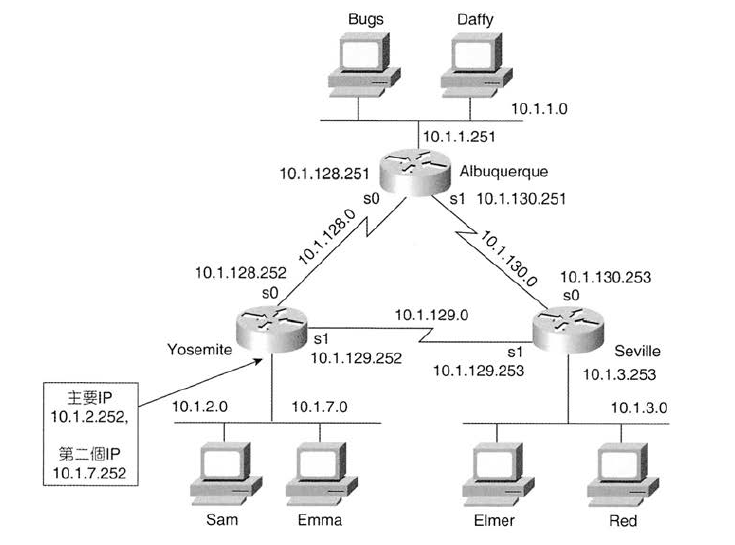 Bugs
Daffy
10.1.1.0
10.1.1.251
10.1.128.251
Albuquerque
s0
s1 10.1.130.251
10.1.128.0
10.1.130.0
10.1.128.252
s0
10.1.130.253
s0
10.1.129.0
Yosemite
s1
10.1.129.252
s1
10.1.129.253
Seville
10.1.3.253
主要IP
10.1.2.252,
第二個IP
10.1.7.252
10.1.2.0
10.1.7.0
10.1.3.0
Sam
Emma
Elmer
Red